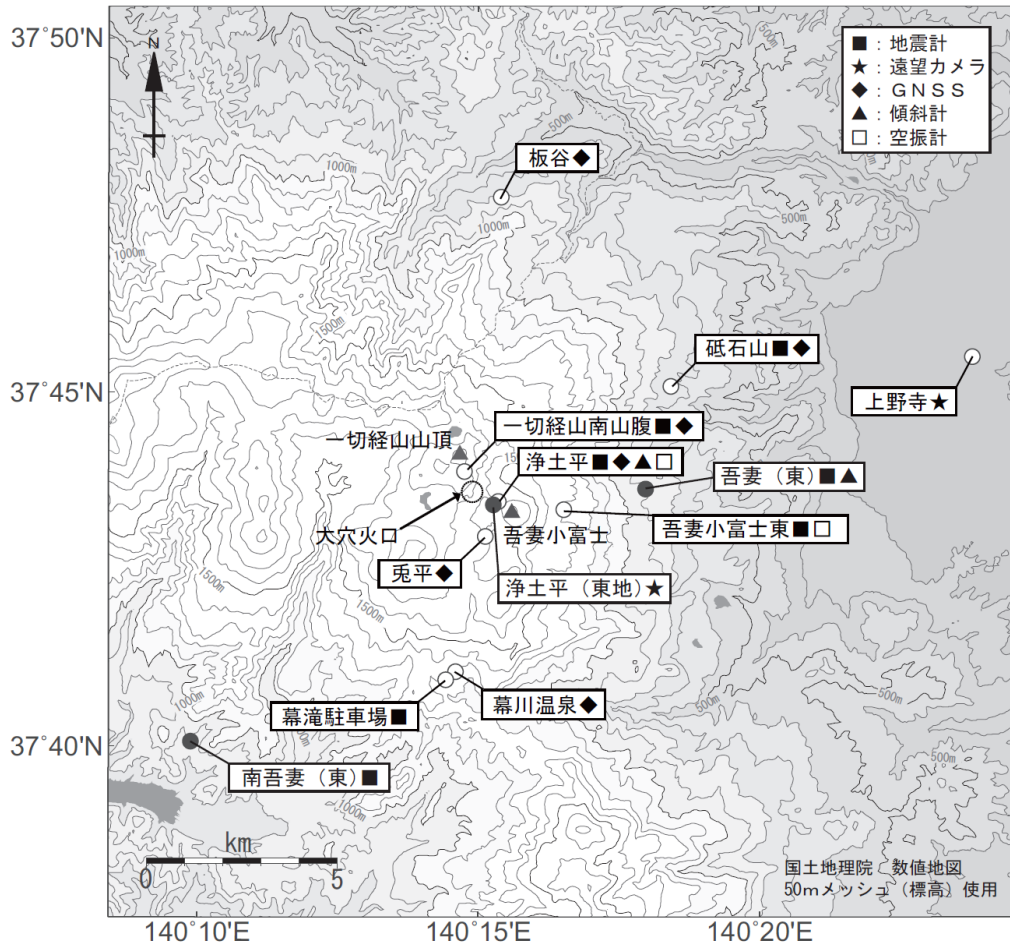 37°50'N
N
■：地震計
★：遠望カメラ
◆：ＧＮＳＳ
▲：傾斜計
□：空振計
500m
500m
板谷◆
1000m
1000m
500m
1000m
500m
砥石山■◆
37°45'N
上野寺★
一切経山南山腹■◆
一切経山山頂
15
浄土平■◆▲□
吾妻（東）■▲
大穴火口
吾妻小富士
吾妻小富士東■□
兎平◆
浄土平（東地）★
1500m
1500m
幕川温泉◆
幕滝駐車場■
1000m
500m
500m
37°40'N
南吾妻（東）■
500m
1000m
km
0
5
国土地理院　数値地図
50mメッシュ（標高）使用
140°10'E
140°15'E
140°20'E